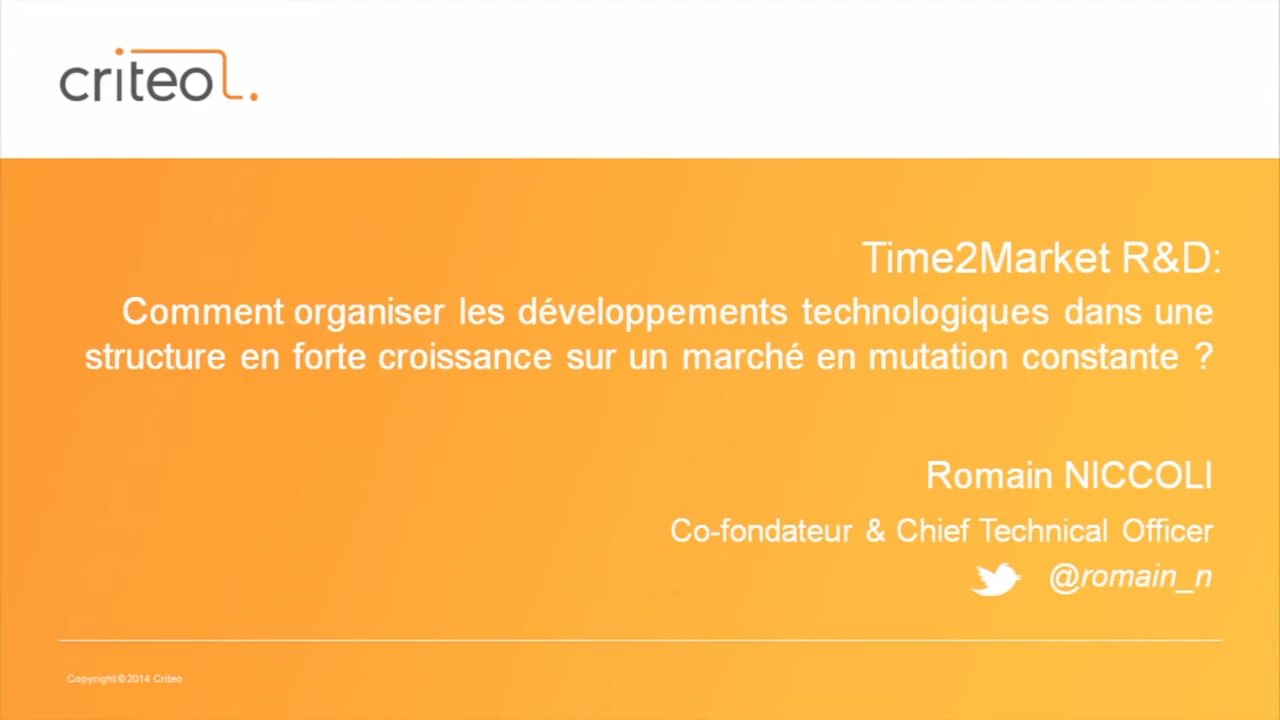 criteo.
Time2Market R&D:
Comment organiser les développements technologiques dans une
structure en forte croissance sur un marché en mutation constante ?
Romain NICCOLI
Co-fondateur & Chief Technical Officer
@romain_n
Copyright©2014 Criteo